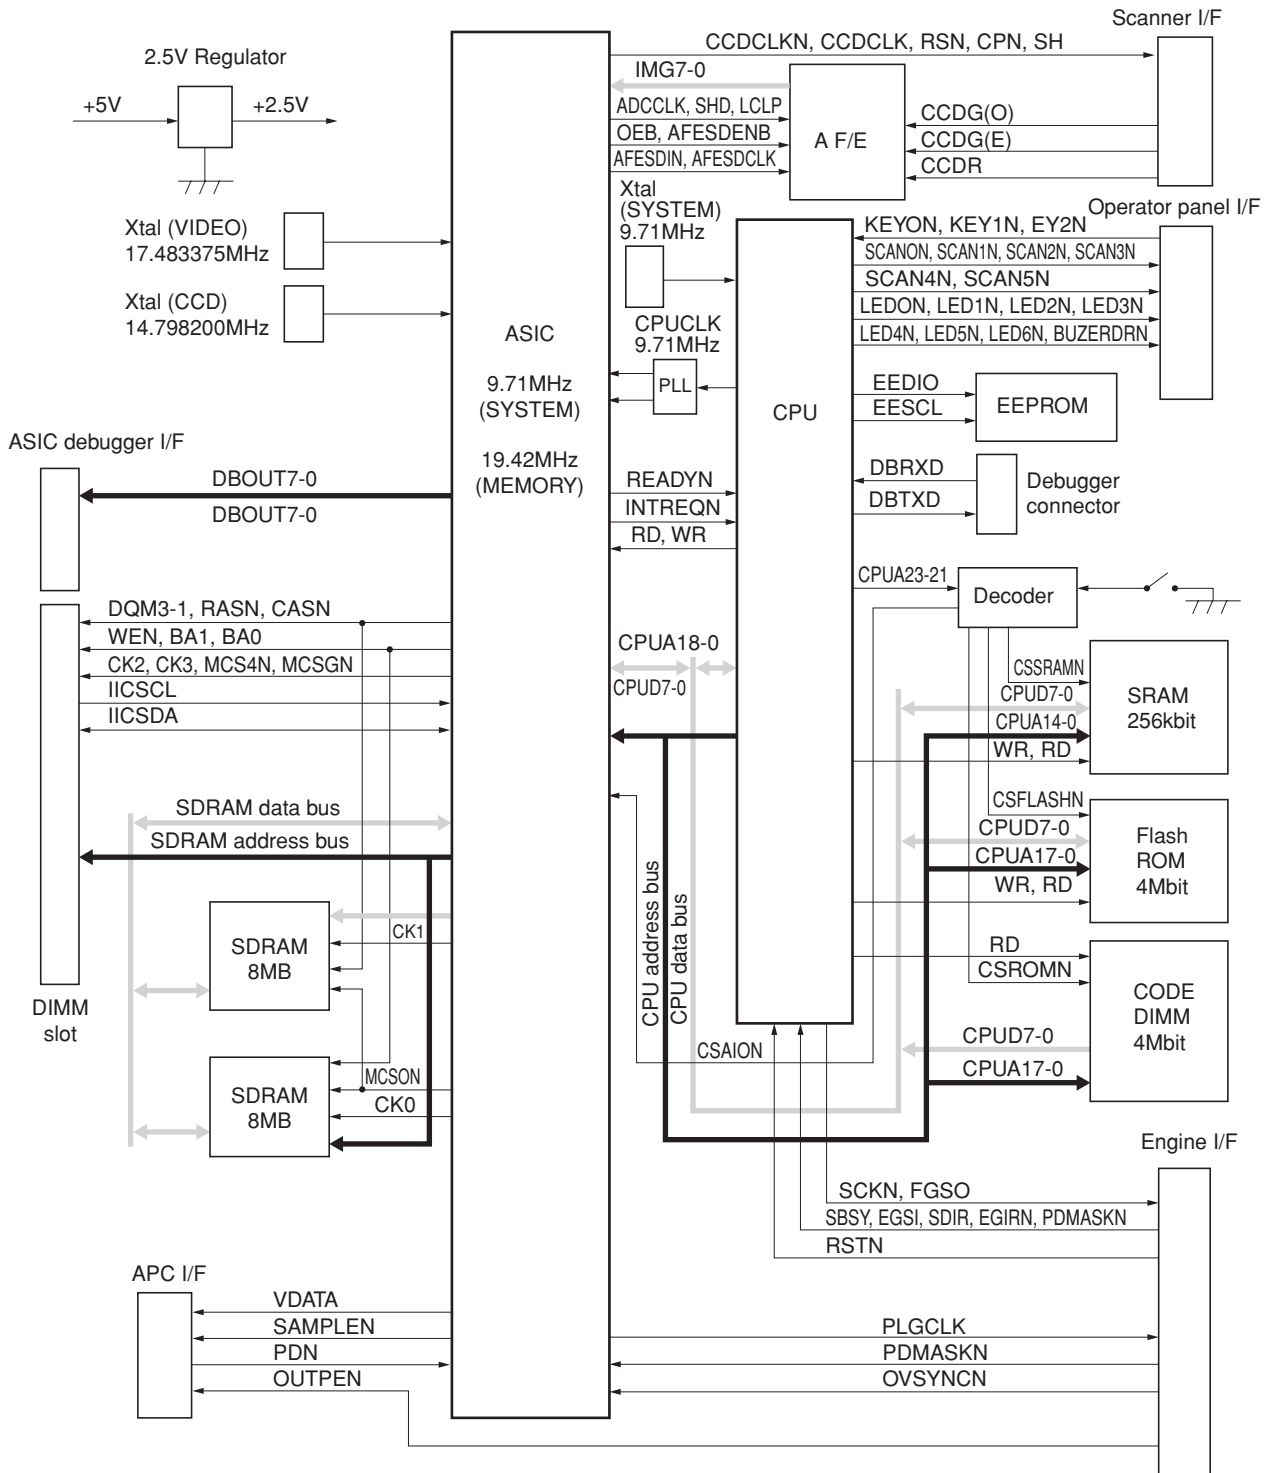 Scanner I/F
2.5V Regulator
+5V
+2.5V
CCDCLKN, CCDCLK, RSN, CPN, SH
IMG7-0
ADCCLK, SHD, LCLP
OEB, AFESDENB
AFESDIN, AFESDCLK
A F/E
CCDG(O)
CCDG(E)
CCDR
Xtal (VIDEO)
17.483375MHz
Xtal (CCD)
14.798200MHz
ASIC
9.71MHz
(SYSTEM)
19.42MHz
(MEMORY)
Xtal
(SYSTEM)
9.71MHz
CPUCLK
9.71MHz
PLL
CPU
Operator panel I/F
KEYON, KEY1N, EY2N
SCANON, SCAN1N, SCAN2N, SCAN3N
SCAN4N, SCAN5N
LEDON, LED1N, LED2N, LED3N
LED4N, LED5N, LED6N, BUZERDRN
EEDIO
EESCL
EEPROM
DBRXD
DBTXD
Debugger
connector
ASIC debugger I/F
DBOUT7-0
DBOUT7-0
READYN
INTREQN
RD, WR
CPUA23-21
Decoder
DQM3-1, RASN, CASN
WEN, BA1, BA0
CK2, CK3, MCS4N, MCSGN
IICSCL
IICSDA
CPUA18-0
CPUD7-0
CSSRAMN
CPUD7-0
CPUA14-0
WR, RD
SRAM
256kbit
SDRAM data bus
SDRAM address bus
CSFLASHN
CPUD7-0
CPUA17-0
WR, RD
Flash
ROM
4Mbit
CPU address bus
CPU data bus
SDRAM
8MB
CK1
DIMM
slot
RD
CSROMN
CPUD7-0
CPUA17-0
CODE
DIMM
4Mbit
CSAION
SDRAM
8MB
MCSON
CK0
Engine I/F
SCKN, FGSO
SBSY, EGSI, SDIR, EGIRN, PDMASKN
RSTN
APC I/F
VDATA
SAMPLEN
PDN
OUTPEN
PLGCLK
PDMASKN
OVSYNCN